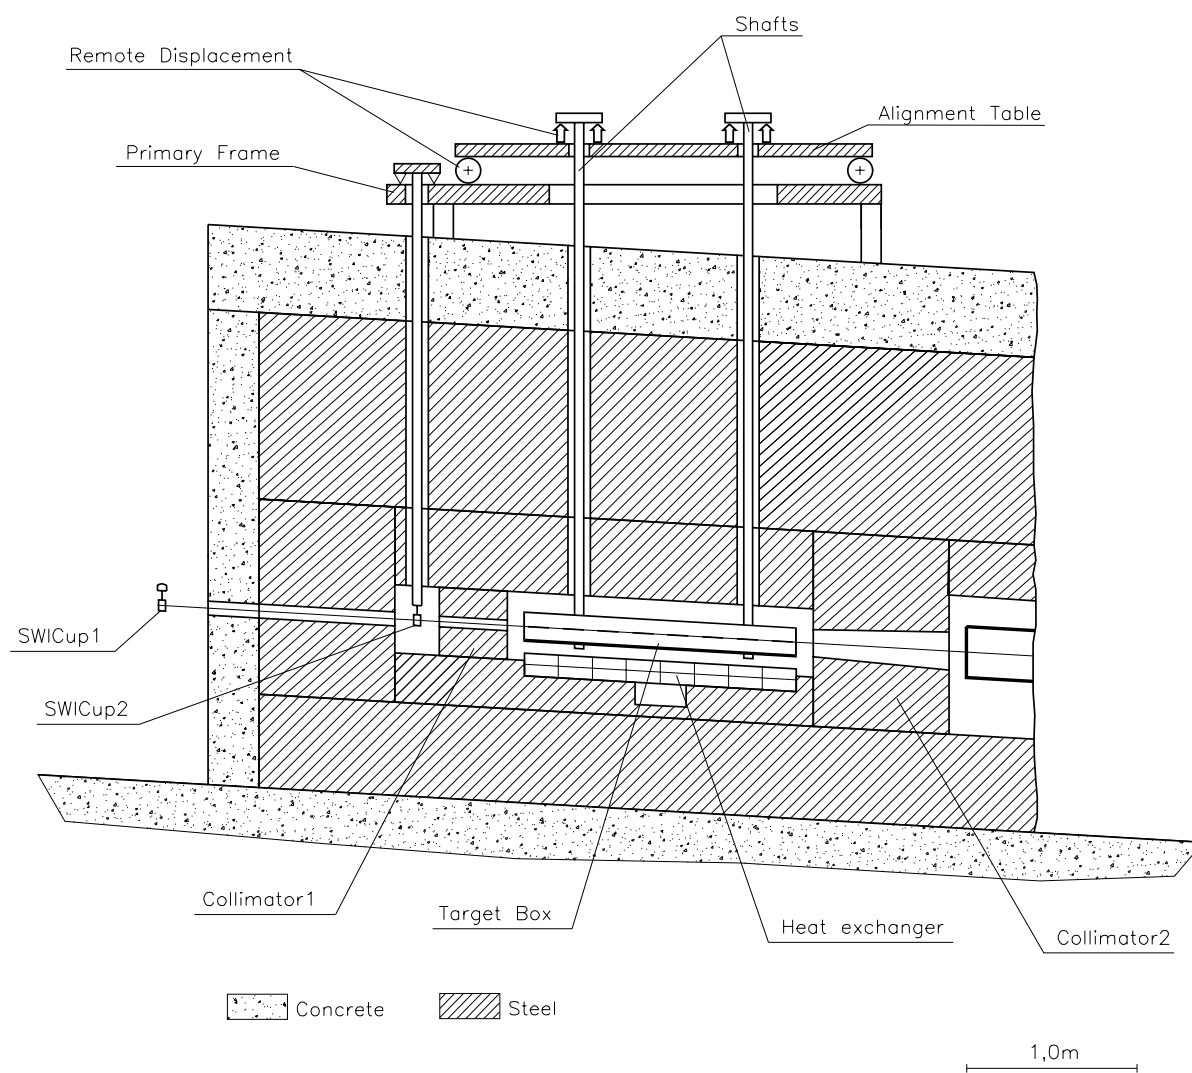 Shafts
Remote Displacement
Alignment Table
Primary Frame
SWICup1
SWICup2
Collimator1
Target Box
Heat exchanger
Collimator2
Concrete
Steel
1,0m